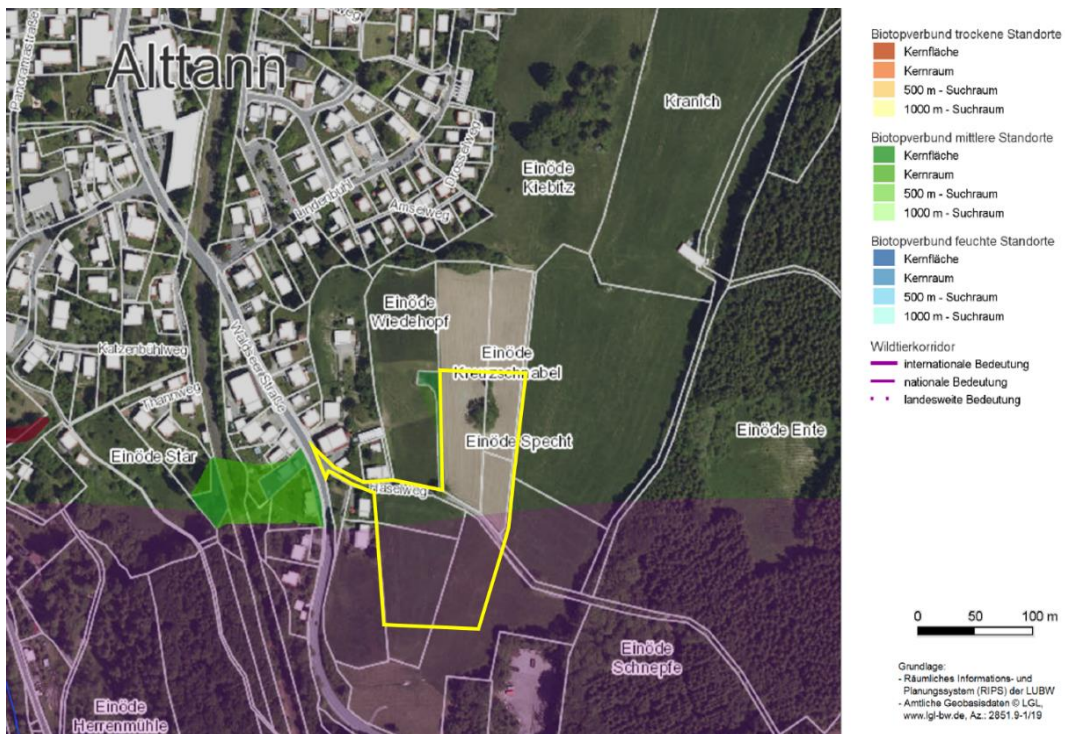 Alttann
Panoramastraße
Kranich
Drosselweg
Einöde
Kiebitz
Lindenbühl
Amselweg
Einöde
Wiedehopf
Waldseer Straße
Katzenbühlweg
Einöde
Kreuzschnabel
Thannweg
Einöde Star
Einöde Specht
Einöde Ente
Haselweg
Einöde
Schnepfe
Einöde
Herrenmühle
Biotopverbund trockene Standorte
Kernfläche
Kernraum
500 m - Suchraum
1000 m - Suchraum
Biotopverbund mittlere Standorte
Kernfläche
Kernraum
500 m - Suchraum
1000 m - Suchraum
Biotopverbund feuchte Standorte
Kernfläche
Kernraum
500 m - Suchraum
1000 m - Suchraum
Wildtierkorridor
internationale Bedeutung
nationale Bedeutung
landesweite Bedeutung
0 50 100 m
Grundlage:
- Räumliches Informations- und
Planungssystem (RIPS) der LUBW
- Amtliche Geobasisdaten © LGL,
www.lgl-bw.de, Az.: 2851.9-1/19